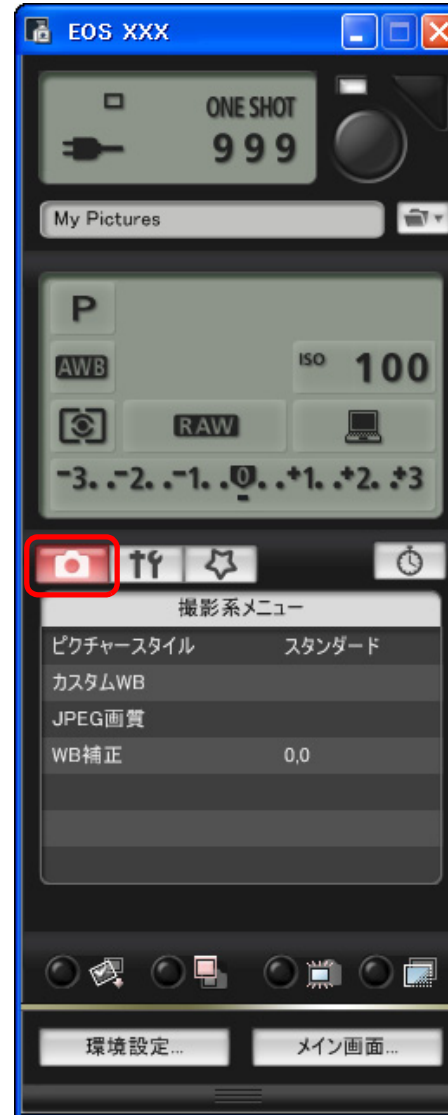 EOS XXX
ONE SHOT
999
My Pictures
P
AWB
ISO 100
RAW
-3. .-2. .-1. .0. .+1. .+2. .+3
撮影系メニュー
ピクチャースタイル スタンダード
カスタムWB
JPEG画質
WB補正 0,0
環境設定... メイン画面...